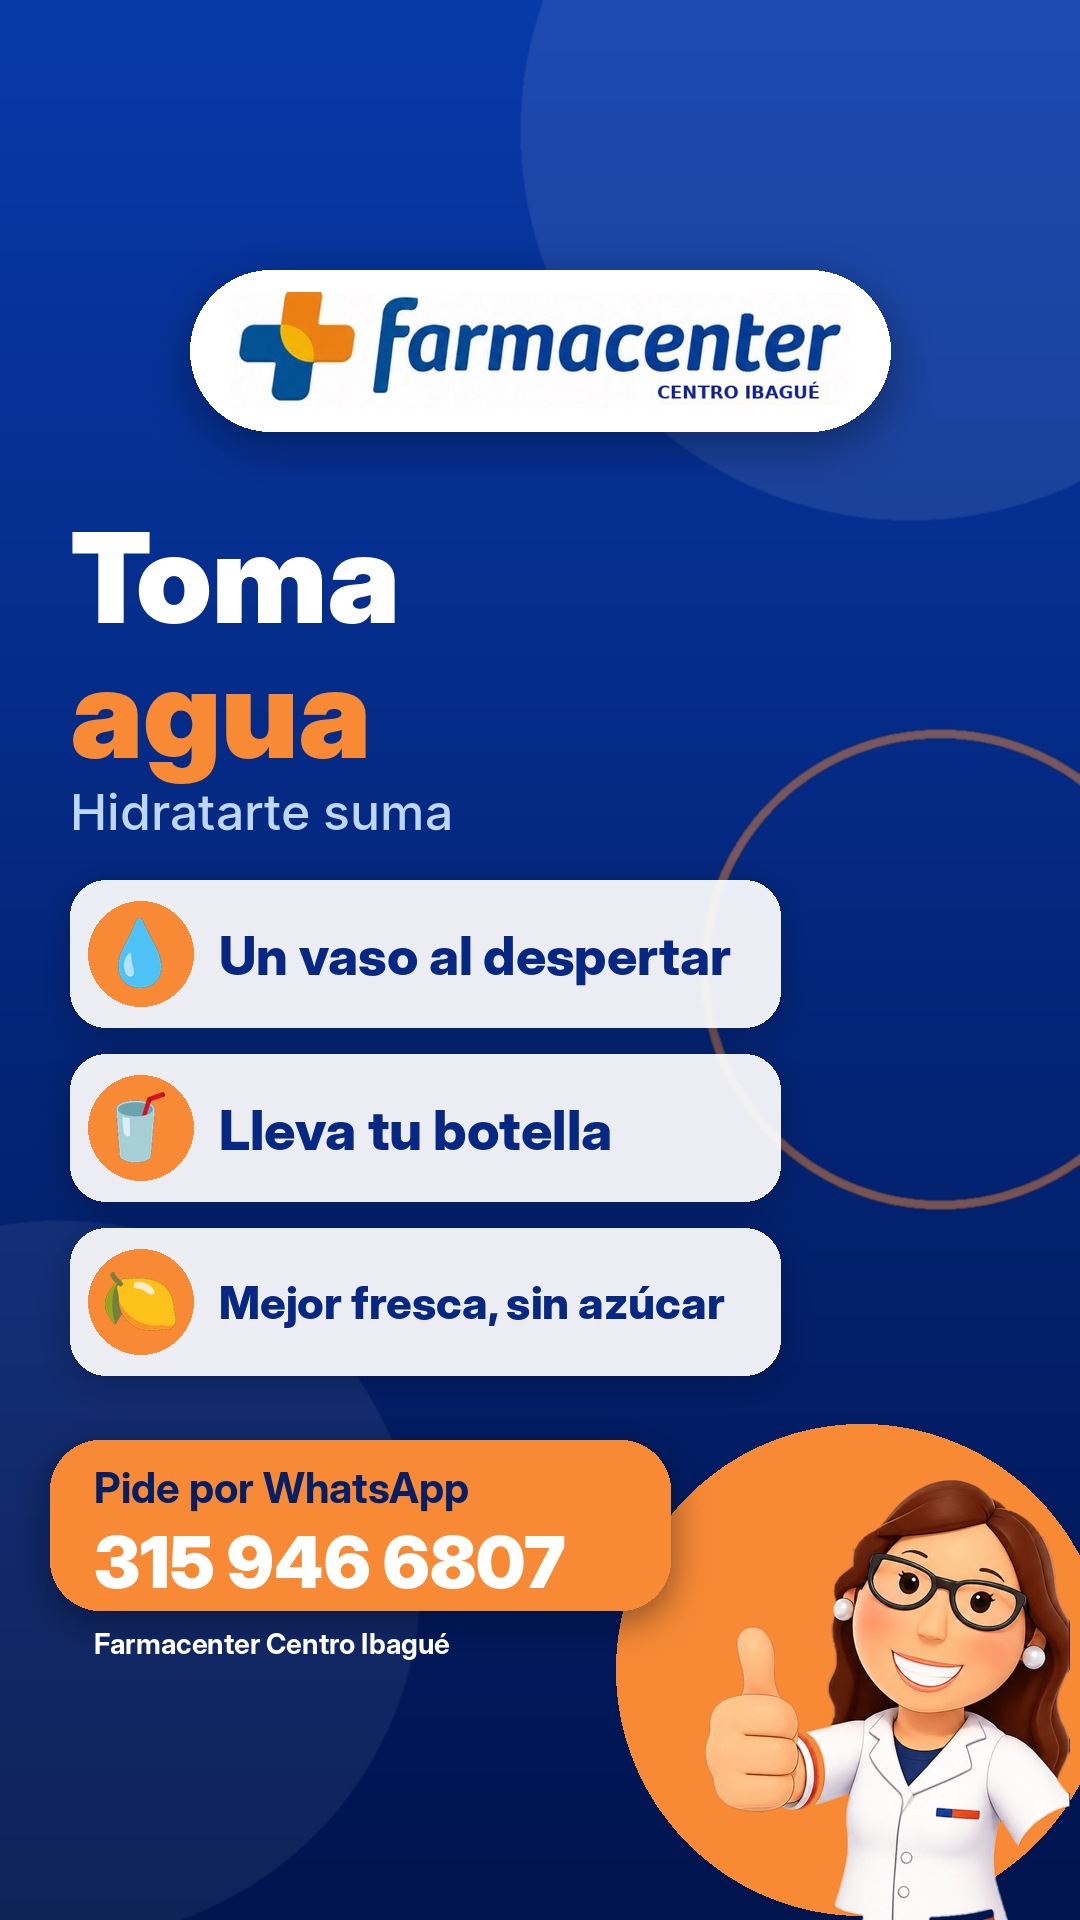 farmacenter
CENTRO IBAGUÉ
Toma
agua
Hidratarte suma
Un vaso al despertar
Lleva tu botella
Mejor fresca, sin azúcar
Pide por WhatsApp
315 946 6807
Farmacenter Centro Ibagué